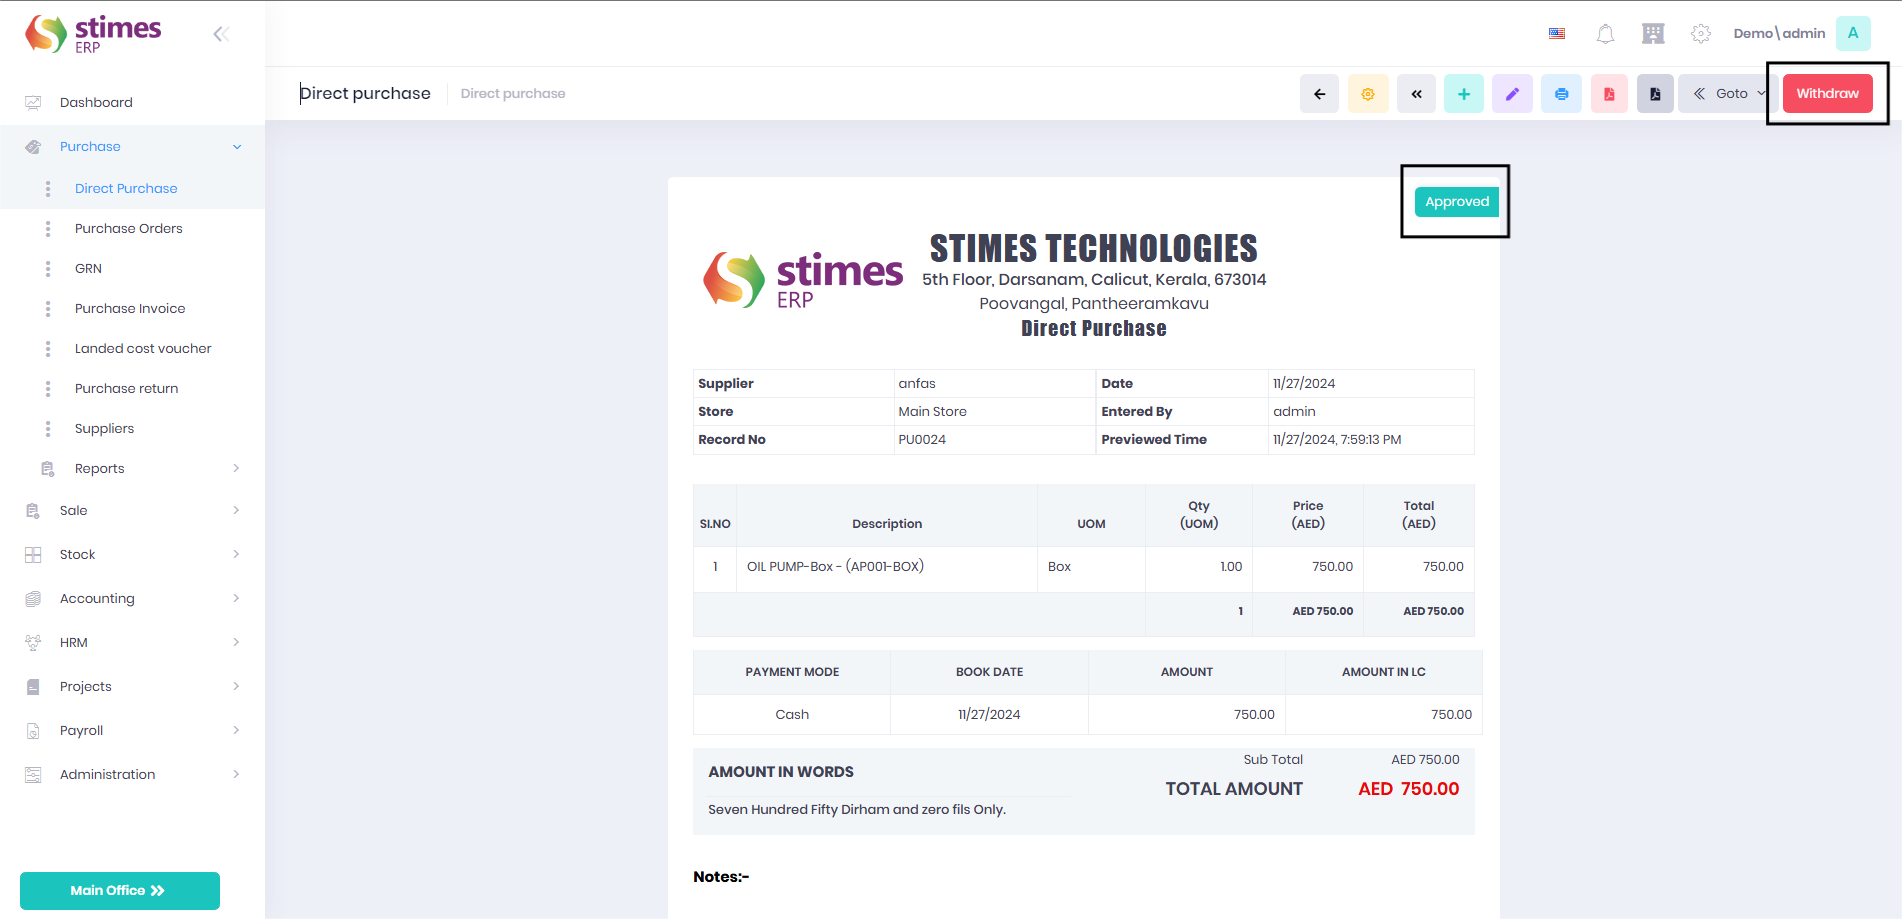 stimes
ERP
Demo\admin
A
Direct purchase
Direct purchase
Goto
Withdraw
Dashboard
Purchase
Direct Purchase
Purchase Orders
GRN
Purchase Invoice
Landed cost voucher
Purchase return
Suppliers
Reports
Sale
Stock
Accounting
HRM
Projects
Payroll
Administration
Main Office
Approved
stimes
ERP
STIMES TECHNOLOGIES
5th Floor, Darsanam, Calicut, Kerala, 673014
Poovangal, Pantheeramkavu
Direct Purchase
Supplier anfas Date 11/27/2024
Store Main Store Entered By admin
Record No PU0024 Previewed Time 11/27/2024, 7:59:13 PM
SI.NO Description UOM Qty (UOM) Price (AED) Total (AED)
1 OIL PUMP-Box - (AP001-BOX) Box 1.00 750.00 750.00
1 AED 750.00 AED 750.00
PAYMENT MODE BOOK DATE AMOUNT AMOUNT IN LC
Cash 11/27/2024 750.00 750.00
Sub Total AED 750.00
AMOUNT IN WORDS
TOTAL AMOUNT AED 750.00
Seven Hundred Fifty Dirham and zero fils Only.
Notes:-